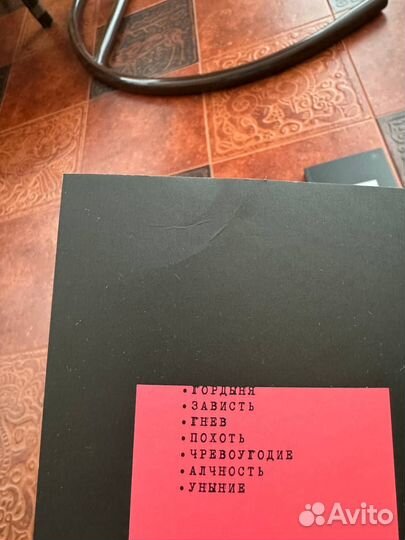 •ГОРДЫНЯ
•ЗАВИСТЬ
•ГНЕВ
•ПОХОТЬ
•ЧРЕВОУГОДИЕ
•АЛЧНОСТЬ
•УНЫНИЕ
Avito